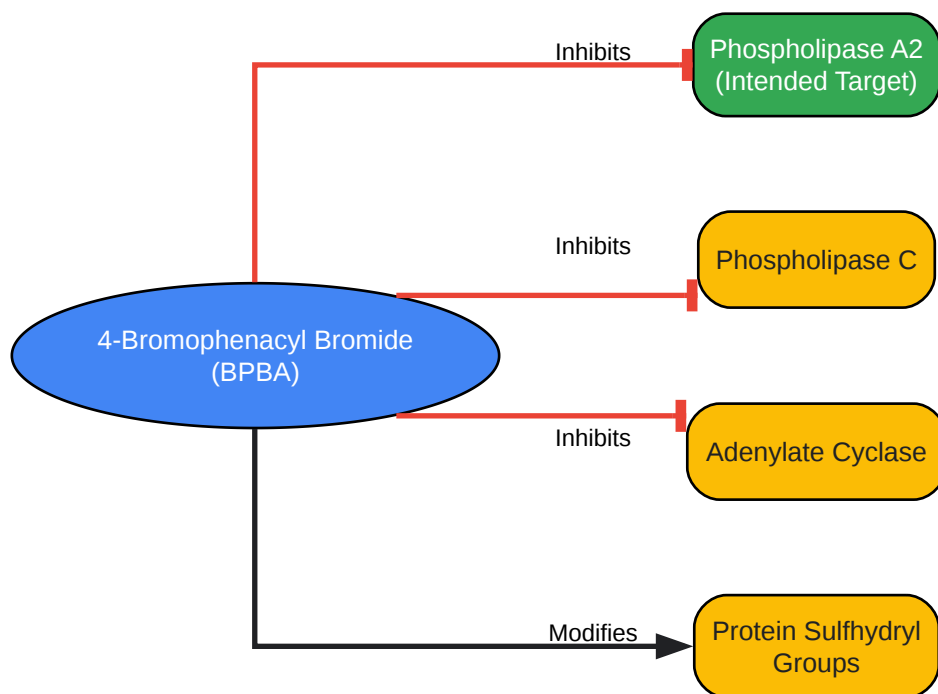 Inhibits
Phospholipase A2
(Intended Target)
Inhibits
Phospholipase C
4-Bromophenacyl Bromide
(BPBA)
Inhibits
Adenylate Cyclase
Modifies
Protein Sulfhydryl
Groups